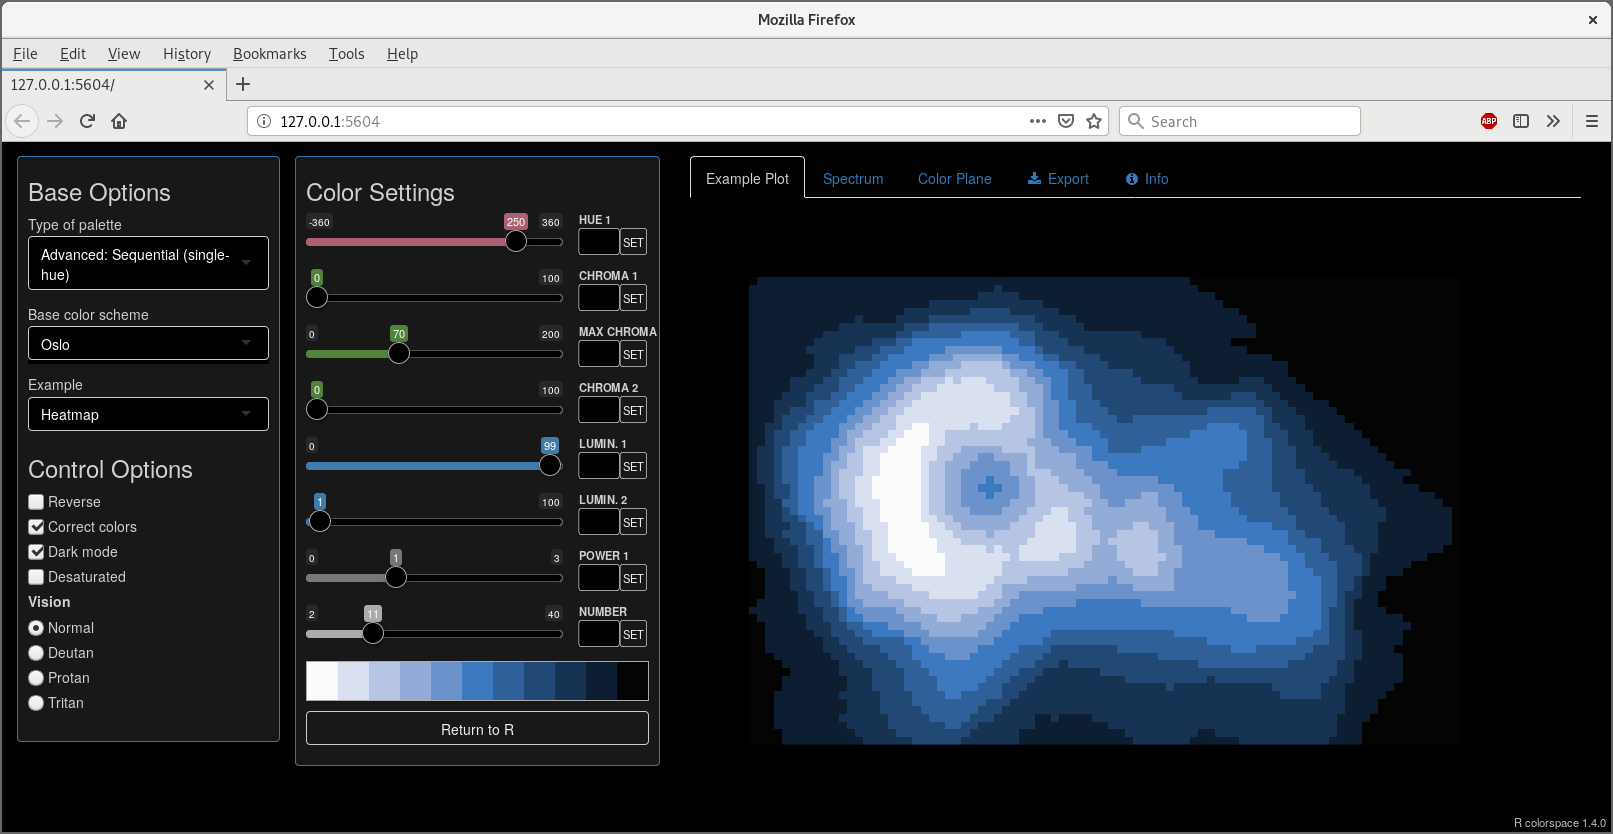 Mozilla Firefox
File Edit View History Bookmarks Tools Help
127.0.0.1:5604/
127.0.0.1:5604
Search
ABP
Base Options
Type of palette
Advanced: Sequential (single-
hue)
Base color scheme
Oslo
Example
Heatmap
Control Options
Reverse
Correct colors
Dark mode
Desaturated
Vision
Normal
Deutan
Protan
Tritan
Color Settings
-360 250 360 HUE 1
SET
0 100 CHROMA 1
SET
0 70 200 MAX CHROMA
SET
0 100 CHROMA 2
SET
0 99 LUMIN. 1
SET
1 100 LUMIN. 2
SET
0 1 3 POWER 1
SET
2 11 40 NUMBER
SET
Return to R
Example Plot Spectrum Color Plane Export Info
R colorspace 1.4.0